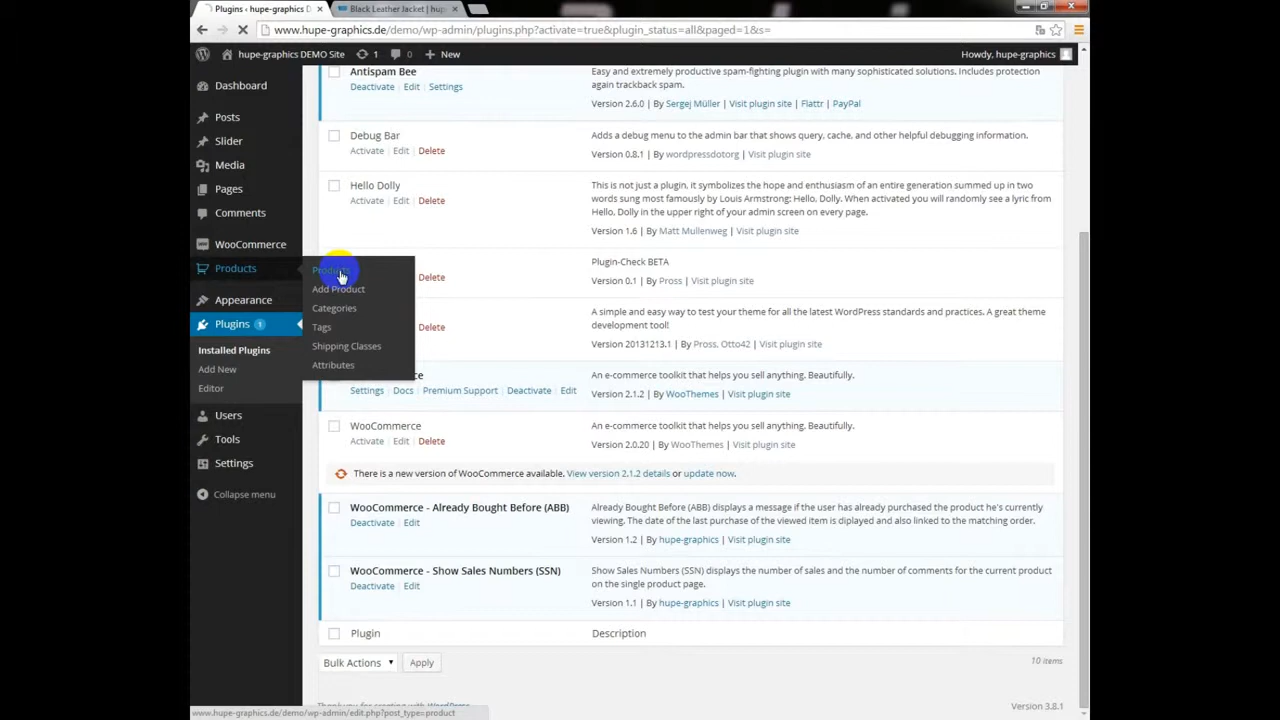 Plugins ‹ hupe-graphics D
Black Leather Jacket | hup
www.hupe-graphics.de/demo/wp-admin/plugins.php?activate=true&plugin_status=all&paged=1&s=
hupe-graphics DEMO Site 1 0 New Howdy, hupe-graphics
Dashboard
Posts
Slider
Media
Pages
Comments
WooCommerce
Products
Appearance
Plugins 1
Installed Plugins
Add New
Editor
Users
Tools
Settings
Collapse menu
Products
Add Product
Categories
Tags
Shipping Classes
Attributes
Antispam Bee
Deactivate | Edit | Settings
Easy and extremely productive spam-fighting plugin with many sophisticated solutions. Includes protection
again trackback spam.
Version 2.6.0 | By Sergej Müller | Visit plugin site | Flattr | PayPal
Debug Bar
Activate | Edit | Delete
Adds a debug menu to the admin bar that shows query, cache, and other helpful debugging information.
Version 0.8.1 | By wordpressdotorg | Visit plugin site
Hello Dolly
Activate | Edit | Delete
This is not just a plugin, it symbolizes the hope and enthusiasm of an entire generation summed up in two
words sung most famously by Louis Armstrong: Hello, Dolly. When activated you will randomly see a lyric from
Hello, Dolly in the upper right of your admin screen on every page.
Version 1.6 | By Matt Mullenweg | Visit plugin site
Delete
Plugin-Check BETA
Version 0.1 | By Pross | Visit plugin site
Delete
A simple and easy way to test your theme for all the latest WordPress standards and practices. A great theme
development tool!
Version 20131213.1 | By Pross, Otto42 | Visit plugin site
ce
Settings | Docs | Premium Support | Deactivate | Edit
An e-commerce toolkit that helps you sell anything. Beautifully.
Version 2.1.2 | By WooThemes | Visit plugin site
WooCommerce
Activate | Edit | Delete
An e-commerce toolkit that helps you sell anything. Beautifully.
Version 2.0.20 | By WooThemes | Visit plugin site
There is a new version of WooCommerce available. View version 2.1.2 details or update now.
WooCommerce - Already Bought Before (ABB)
Deactivate | Edit
Already Bought Before (ABB) displays a message if the user has already purchased the product he's currently
viewing. The date of the last purchase of the viewed item is diplayed and also linked to the matching order.
Version 1.2 | By hupe-graphics | Visit plugin site
WooCommerce - Show Sales Numbers (SSN)
Deactivate | Edit
Show Sales Numbers (SSN) displays the number of sales and the number of comments for the current product
on the single product page.
Version 1.1 | By hupe-graphics | Visit plugin site
Plugin Description
Bulk Actions Apply 10 items
Version 3.8.1
www.hupe-graphics.de/demo/wp-admin/edit.php?post_type=product